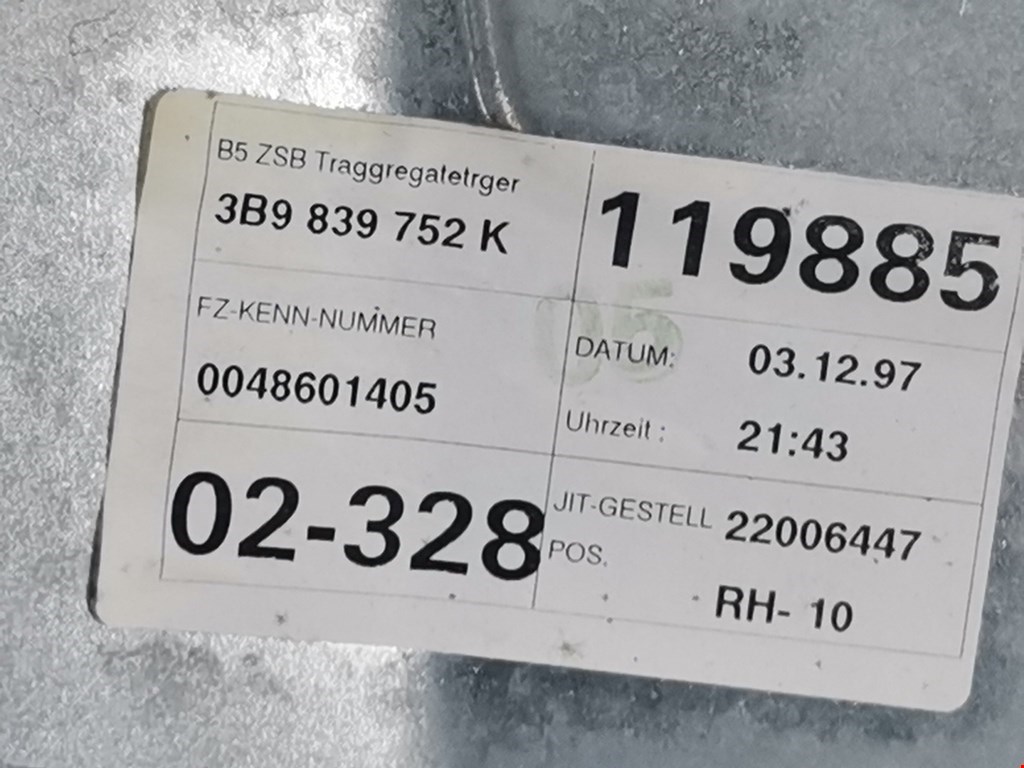 B5 ZSB Traggregatetrger
3B9 839 752 K
119885
FZ-KENN-NUMMER
0048601405
05
DATUM: 03.12.97
Uhrzeit : 21:43
02-328
JIT-GESTELL 22006447
POS. RH- 10